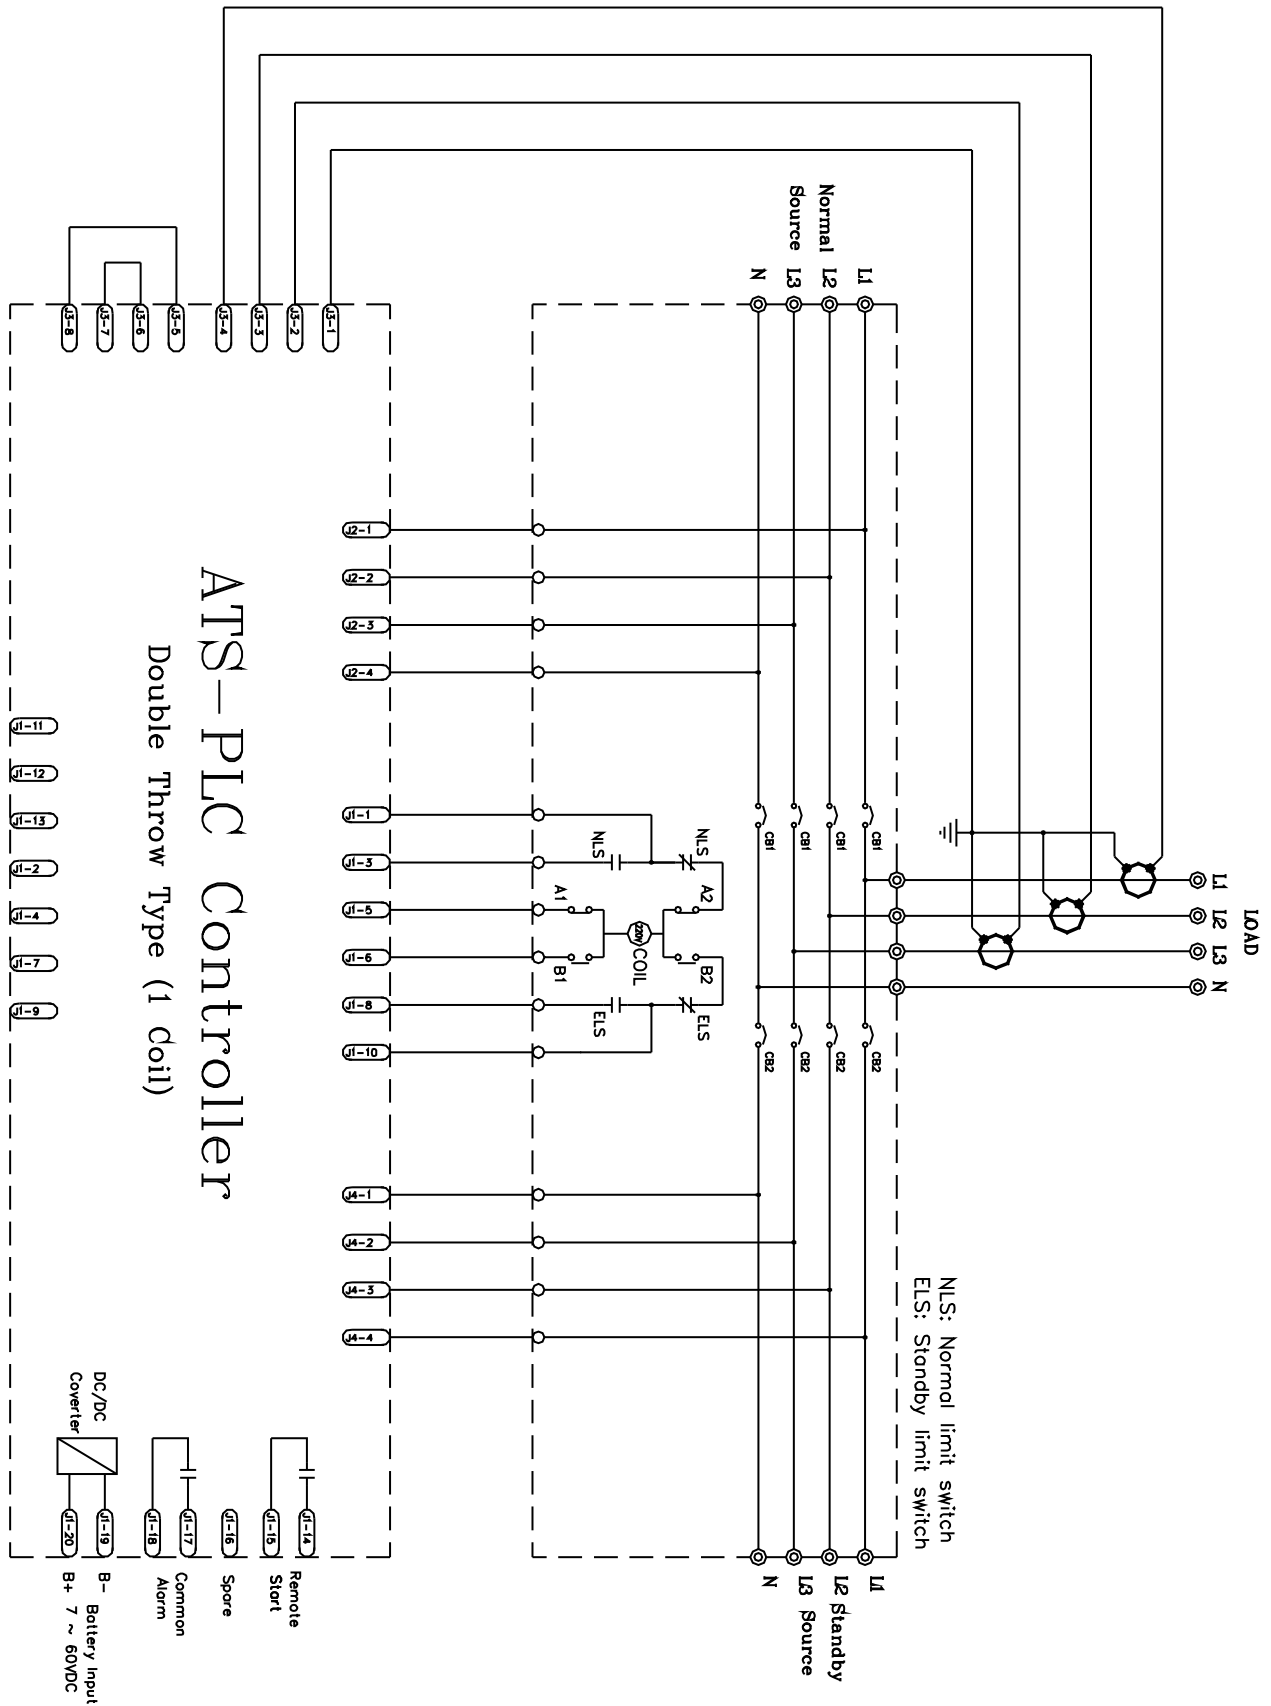 LOAD
L1
L2
L3
N
Normal
Source
L1
L2
L3
N
CB1
CB1
CB1
CB1
CB2
CB2
CB2
CB2
L1
L2
L3
N
Standby
Source
NLS: Normal limit switch
ELS: Standby limit switch
NLS
NLS
A1
A2
220V
COIL
B1
B2
ELS
ELS
J3-8
J3-7
J3-6
J3-5
J3-4
J3-3
J3-2
J3-1
J2-1
J2-2
J2-3
J2-4
J1-1
J1-3
J1-5
J1-6
J1-8
J1-10
J4-1
J4-2
J4-3
J4-4
ATS-PLC Controller
Double Throw Type (1 Coil)
J1-11
J1-12
J1-13
J1-2
J1-4
J1-7
J1-9
DC/DC
Coverter
J1-14
J1-15
J1-16
J1-17
J1-18
J1-19
J1-20
Remote
Start
Spare
Common
Alarm
B- Battery Input
B+ 7 ~ 60VDC